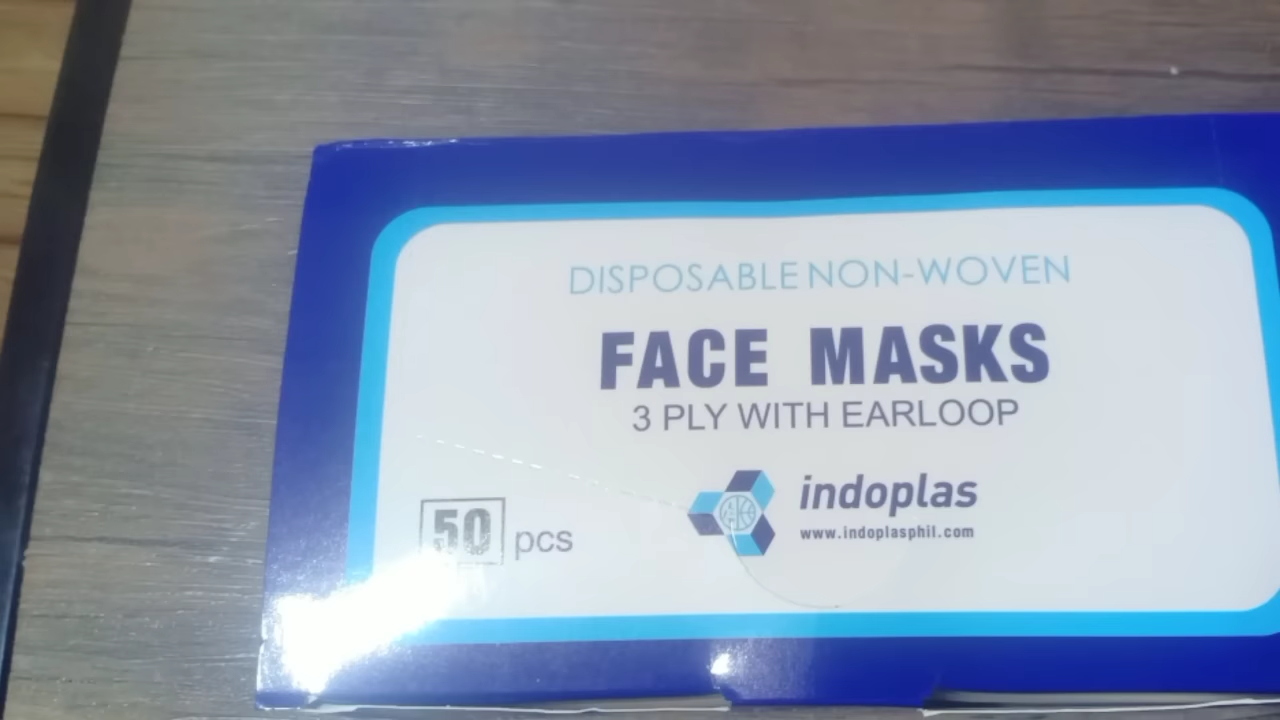 DISPOSABLE NON-WOVEN
FACE MASKS
3 PLY WITH EARLOOP
indoplas
www.indoplasphil.com
50 pcs